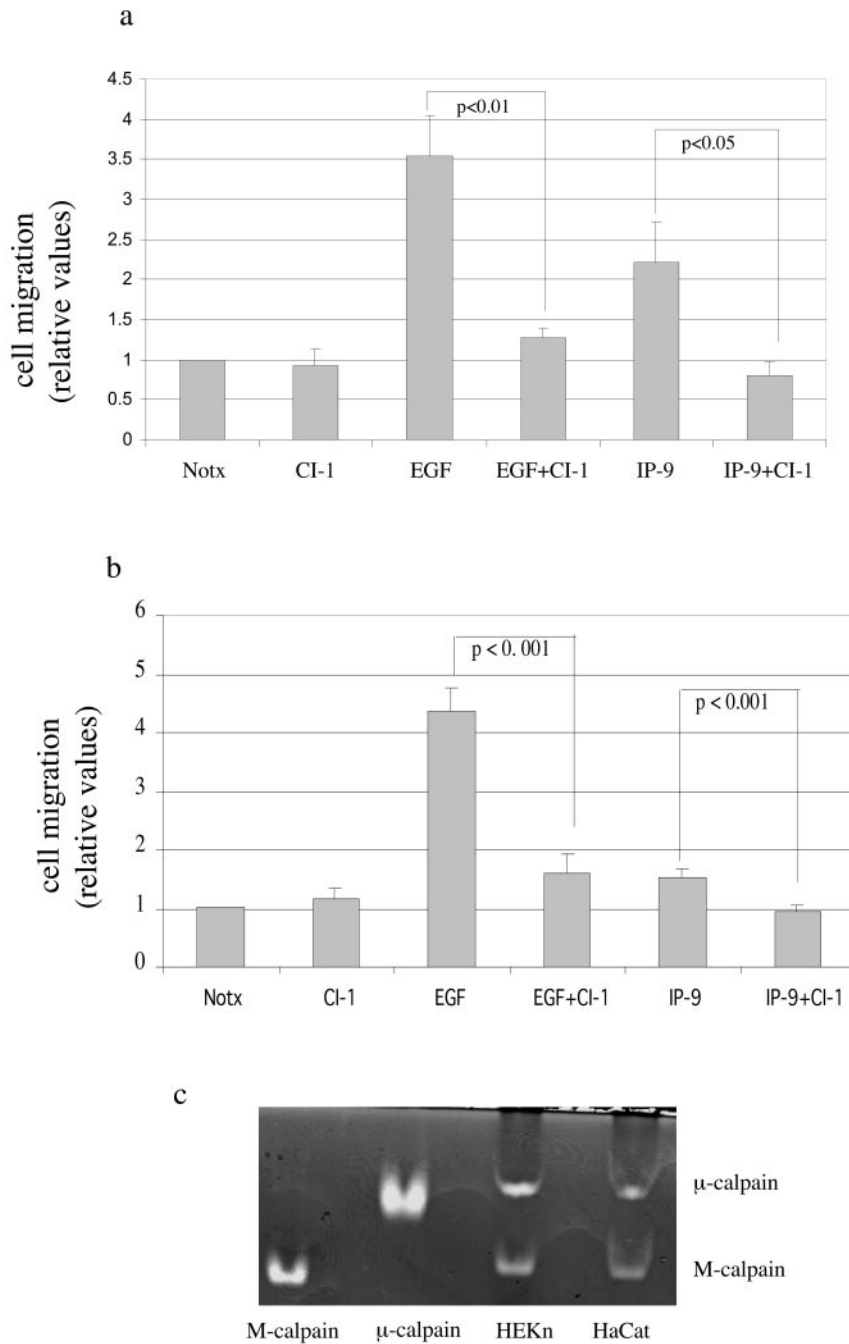 a
4.5
4
3.5
3
2.5
2
1.5
1
0.5
0
cell migration
(relative values)
p<0.01
p<0.05
Notx CI-1 EGF EGF+CI-1 IP-9 IP-9+CI-1
b
6
5
4
3
2
1
0
cell migration
(relative values)
p < 0. 001
p < 0.001
Notx CI-1 EGF EGF+CI-1 IP-9 IP-9+CI-1
c
μ-calpain
M-calpain
M-calpain μ-calpain HEKn HaCat